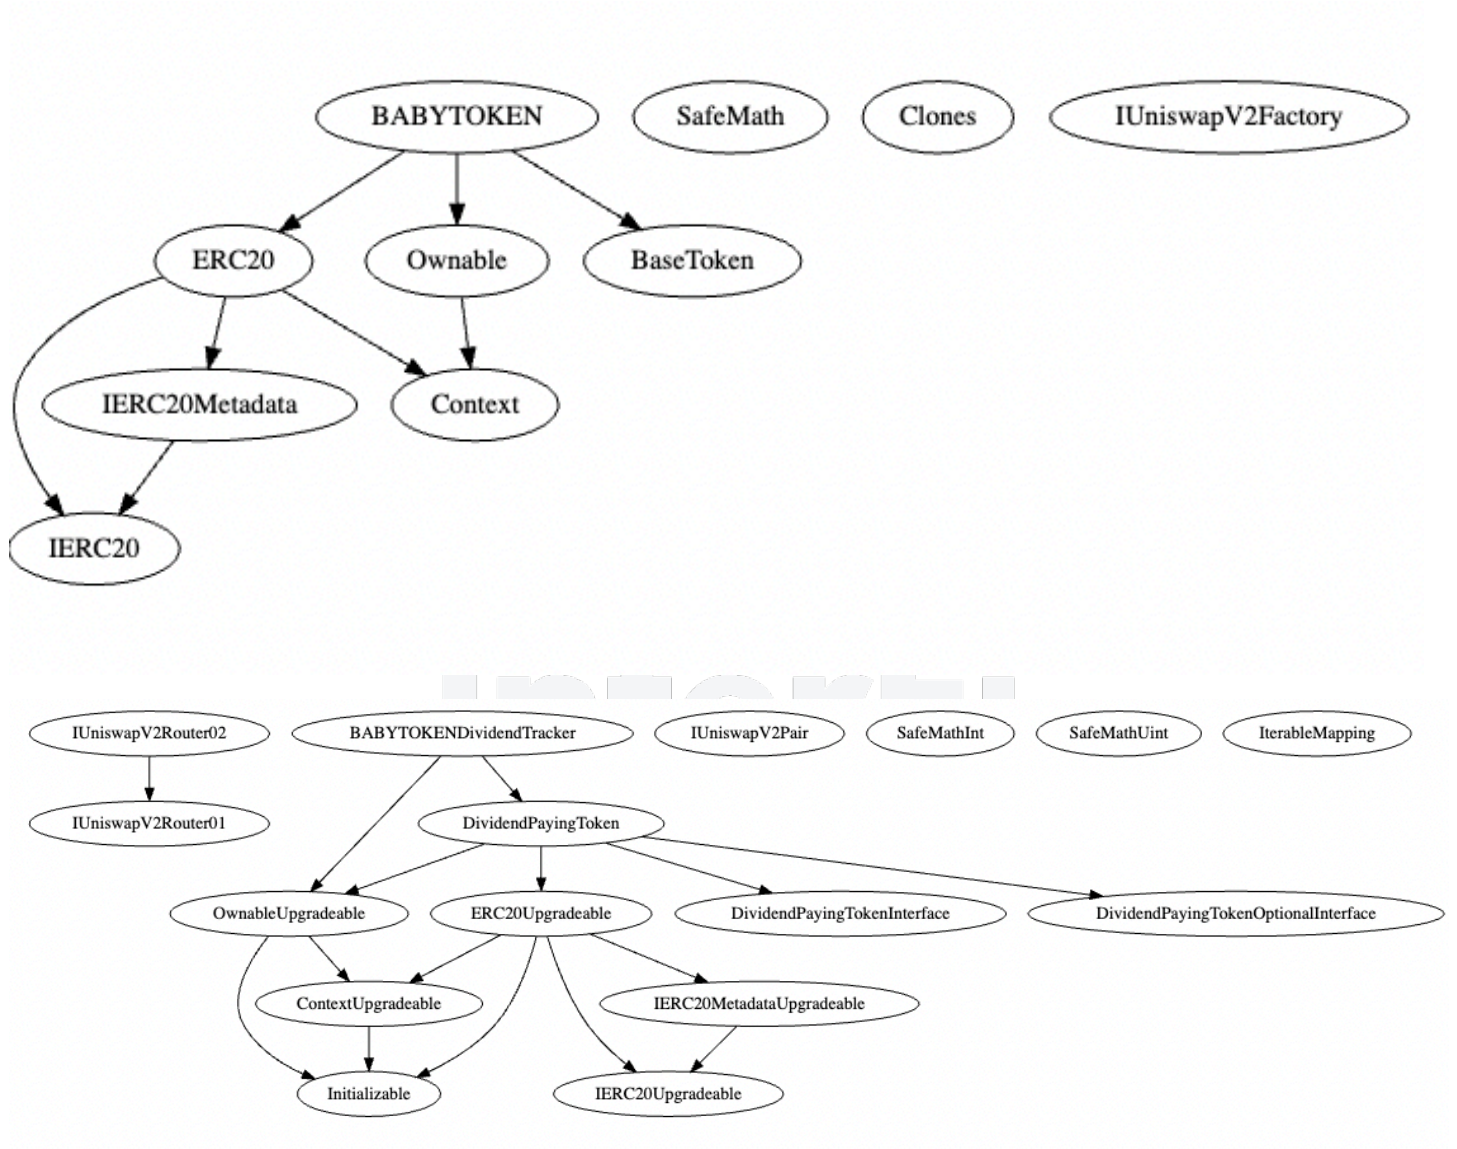 BABYTOKEN SafeMath Clones IUniswapV2Factory
ERC20 Ownable BaseToken
IERC20Metadata Context
IERC20
IUniswapV2Router02 BABYTOKENDividendTracker IUniswapV2Pair SafeMathInt SafeMathUint IterableMapping
IUniswapV2Router01 DividendPayingToken
OwnableUpgradeable ERC20Upgradeable DividendPayingTokenInterface DividendPayingTokenOptionalInterface
ContextUpgradeable IERC20MetadataUpgradeable
Initializable IERC20Upgradeable